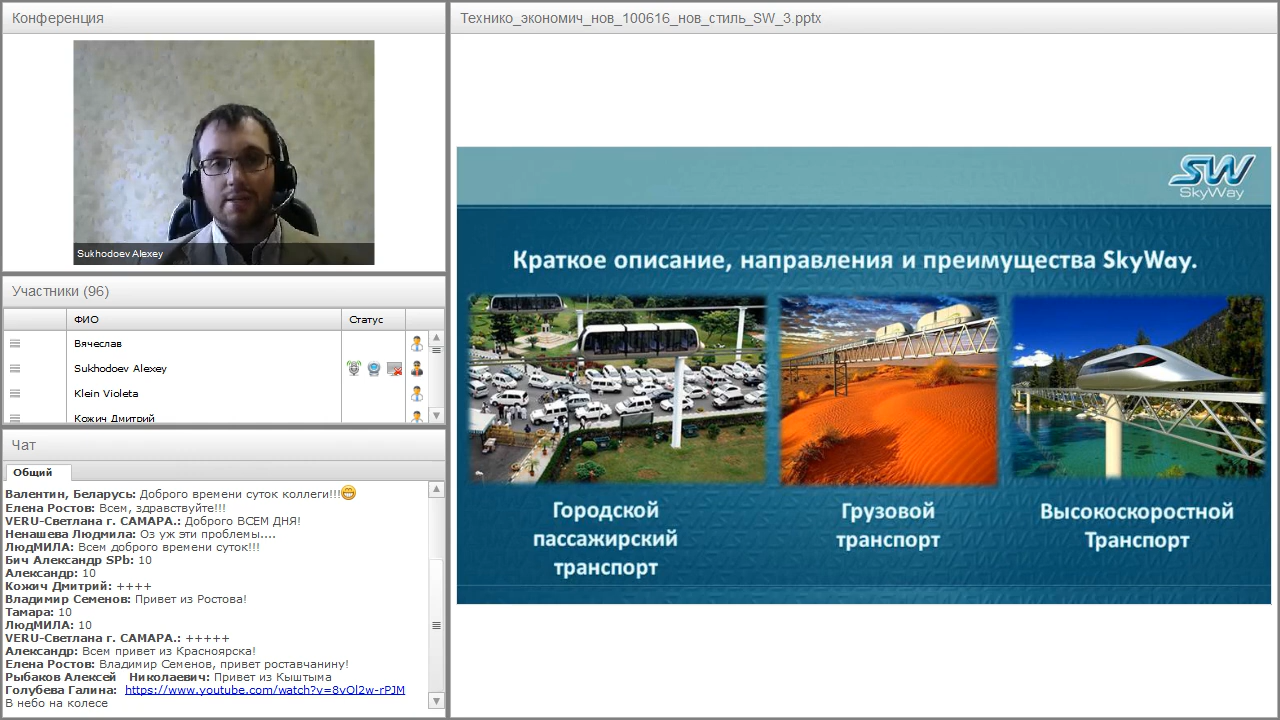 Конференция
Sukhodoev Alexey
Участники (96)
ФИО Статус
Вячеслав
Sukhodoev Alexey
Klein Violeta
Кожич Дмитрий
Чат
Общий
Валентин, Беларусь: Доброго времени суток коллеги!!!
Елена Ростов: Всем, здравствуйте!!!
VERU-Светлана г. САМАРА.: Доброго ВСЕМ ДНЯ!
Ненашева Людмила: Оз уж эти проблемы....
ЛюдМИЛА: Всем доброго времени суток!!!
Бич Александр SPb: 10
Александр: 10
Кожич Дмитрий: ++++
Владимир Семенов: Привет из Ростова!
Тамара: 10
ЛюдМИЛА: 10
VERU-Светлана г. САМАРА.: +++++
Александр: Всем привет из Красноярска!
Елена Ростов: Владимир Семенов, привет роставчанину!
Рыбаков Алексей Николаевич: Привет из Кыштыма
Голубева Галина: https://www.youtube.com/watch?v=8vOl2w-rPJM
В небо на колесе
Технико_экономич_нов_100616_нов_стиль_SW_3.pptx
SW
SkyWay
Краткое описание, направления и преимущества SkyWay.
Городской
пассажирский
транспорт
Грузовой
транспорт
Высокоскоростной
Транспорт